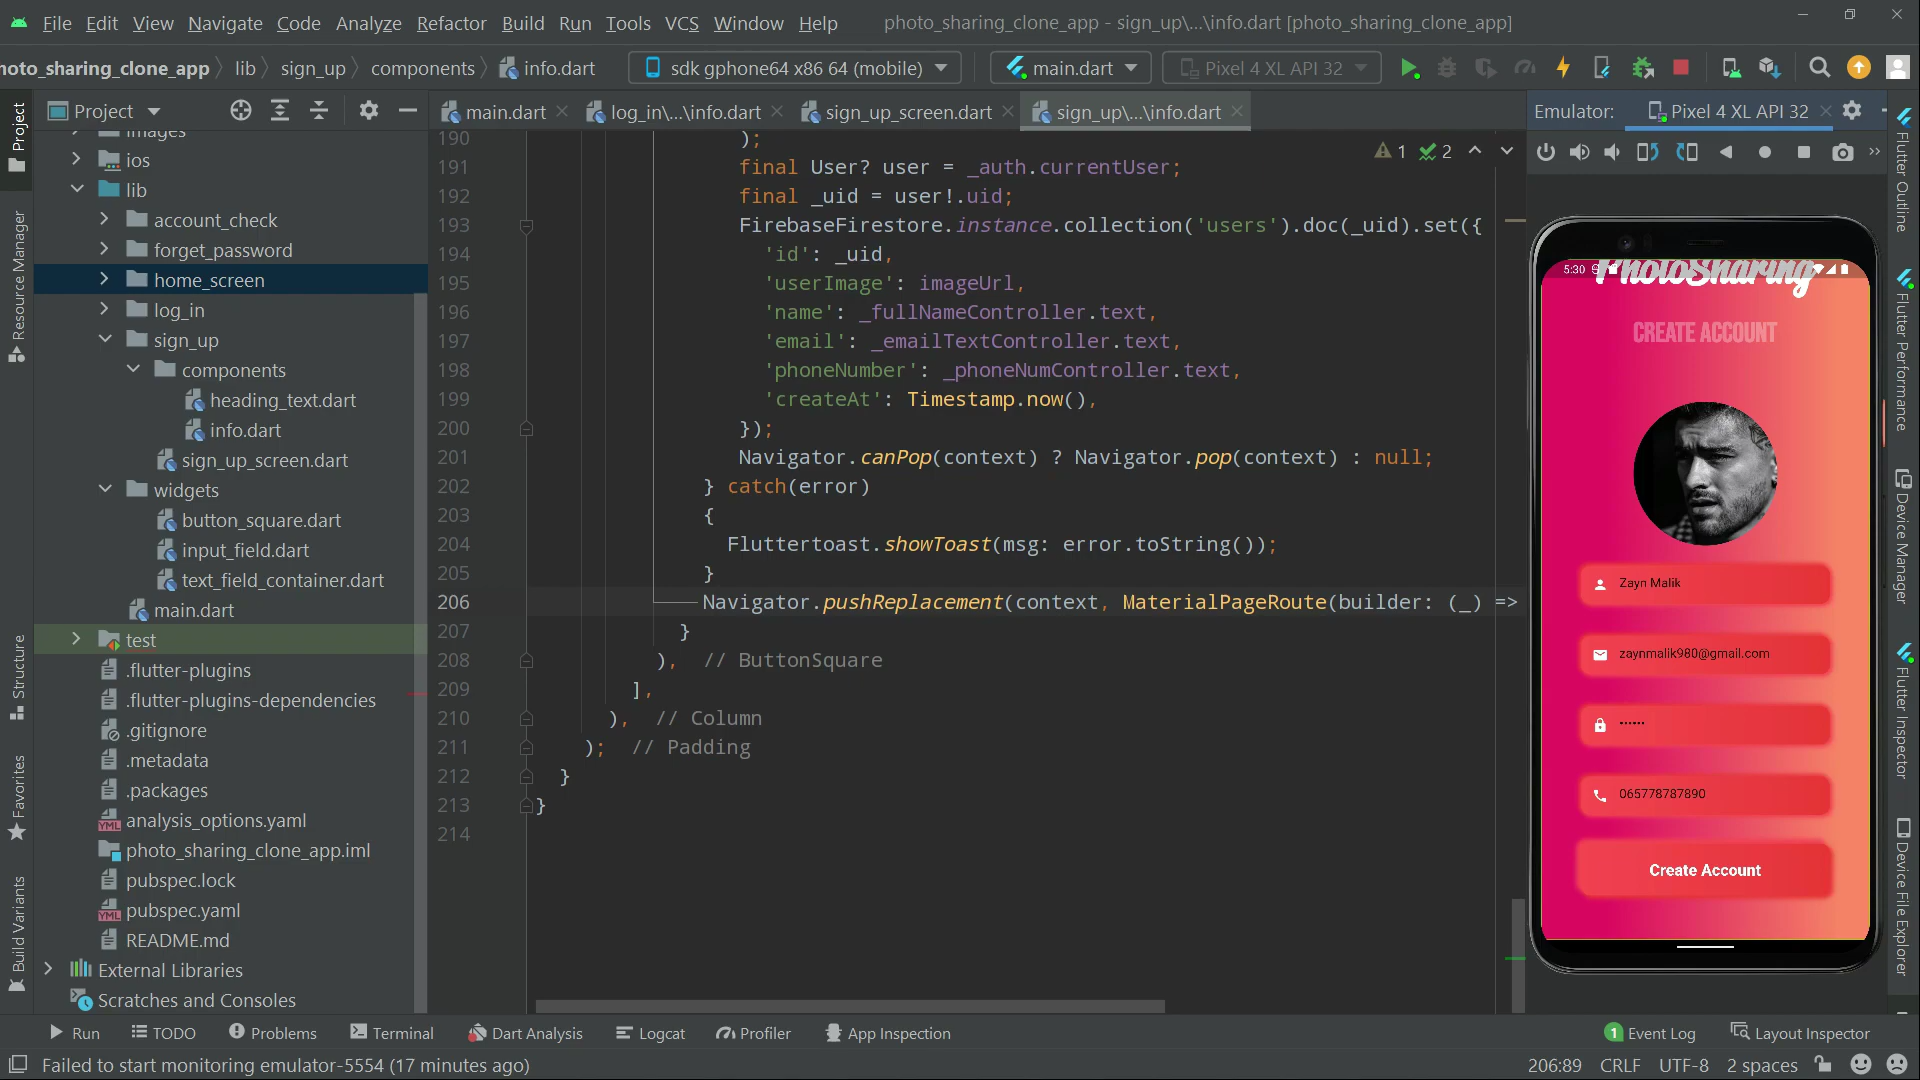 File Edit View Navigate Code Analyze Refactor Build Run Tools VCS Window Help photo_sharing_clone_app - sign_up\...\info.dart [photo_sharing_clone_app]
hoto_sharing_clone_app lib sign_up components info.dart sdk gphone64 x86 64 (mobile) main.dart Pixel 4 XL API 32
Project
main.dart log_in\...\info.dart sign_up_screen.dart sign_up\...\info.dart
Emulator: Pixel 4 XL API 32
images
ios
lib
account_check
forget_password
home_screen
log_in
sign_up
components
heading_text.dart
info.dart
sign_up_screen.dart
widgets
button_square.dart
input_field.dart
text_field_container.dart
main.dart
test
.flutter-plugins
.flutter-plugins-dependencies
.gitignore
.metadata
.packages
analysis_options.yaml
photo_sharing_clone_app.iml
pubspec.lock
pubspec.yaml
README.md
External Libraries
Scratches and Consoles
Project
Resource Manager
Structure
Favorites
Build Variants
1 2
190 );
191 final User? user = _auth.currentUser;
192 final _uid = user!.uid;
193 FirebaseFirestore.instance.collection('users').doc(_uid).set({
194 'id': _uid,
195 'userImage': imageUrl,
196 'name': _fullNameController.text,
197 'email': _emailTextController.text,
198 'phoneNumber': _phoneNumController.text,
199 'createAt': Timestamp.now(),
200 });
201 Navigator.canPop(context) ? Navigator.pop(context) : null;
202 } catch(error)
203 {
204 Fluttertoast.showToast(msg: error.toString());
205 }
206 Navigator.pushReplacement(context, MaterialPageRoute(builder: (_) =>
207 }
208 ), // ButtonSquare
209 ],
210 ), // Column
211 ); // Padding
212 }
213 }
214
5:30
PhotoSharing
CREATE ACCOUNT
Zayn Malik
zaynmalik980@gmail.com
••••••
065778787890
Create Account
Flutter Outline
Flutter Performance
Device Manager
Flutter Inspector
Device File Explorer
Run TODO Problems Terminal Dart Analysis Logcat Profiler App Inspection 1 Event Log Layout Inspector
Failed to start monitoring emulator-5554 (17 minutes ago) 206:89 CRLF UTF-8 2 spaces